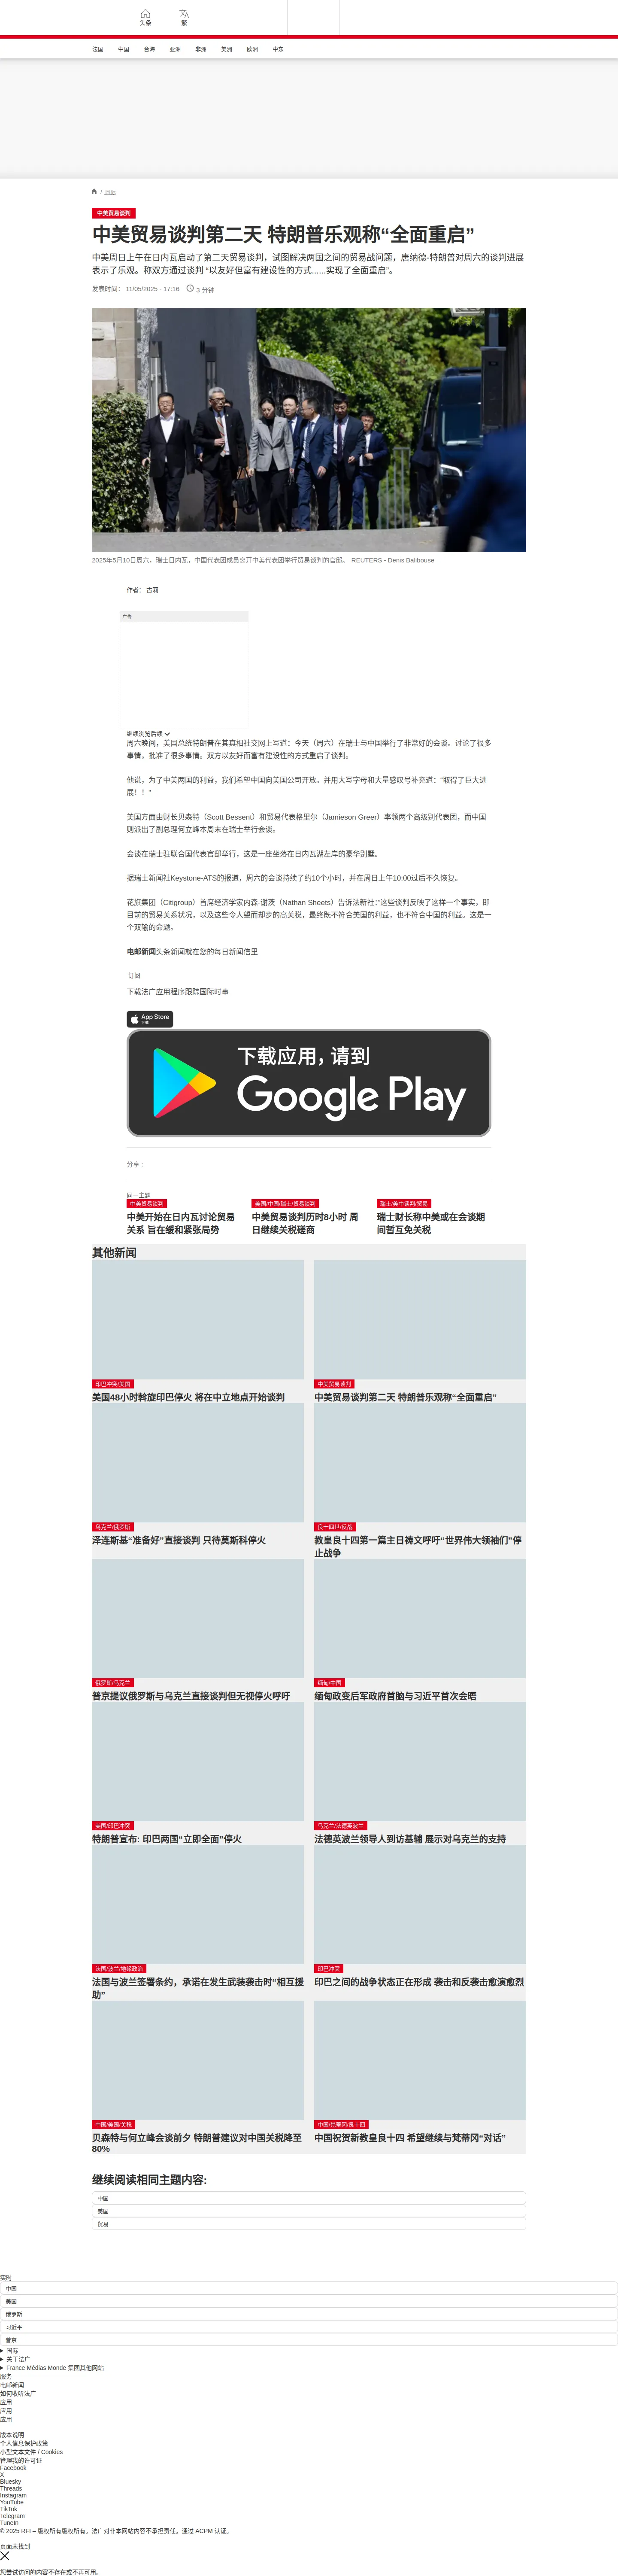 头条
繁
法国 中国 台海 亚洲 非洲 美洲 欧洲 中东
/ 国际
中美贸易谈判
中美贸易谈判第二天 特朗普乐观称“全面重启”
中美周日上午在日内瓦启动了第二天贸易谈判，试图解决两国之间的贸易战问题，唐纳德-特朗普对周六的谈判进展
表示了乐观。称双方通过谈判 “以友好但富有建设性的方式......实现了全面重启”。
发表时间： 11/05/2025 - 17:16 3 分钟
2025年5月10日周六，瑞士日内瓦，中国代表团成员离开中美代表团举行贸易谈判的官邸。 REUTERS - Denis Balibouse
作者： 古莉
广告
继续浏览后续
周六晚间，美国总统特朗普在其真相社交网上写道：今天（周六）在瑞士与中国举行了非常好的会谈。讨论了很多
事情，批准了很多事情。双方以友好而富有建设性的方式重启了谈判。
他说，为了中美两国的利益，我们希望中国向美国公司开放。并用大写字母和大量感叹号补充道：“取得了巨大进
展！！”
美国方面由财长贝森特（Scott Bessent）和贸易代表格里尔（Jamieson Greer）率领两个高级别代表团，而中国
则派出了副总理何立峰本周末在瑞士举行会谈。
会谈在瑞士驻联合国代表官邸举行，这是一座坐落在日内瓦湖左岸的豪华别墅。
据瑞士新闻社Keystone-ATS的报道，周六的会谈持续了约10个小时，并在周日上午10:00过后不久恢复。
花旗集团（Citigroup）首席经济学家内森-谢茨（Nathan Sheets）告诉法新社：“这些谈判反映了这样一个事实，即
目前的贸易关系状况，以及这些令人望而却步的高关税，最终既不符合美国的利益，也不符合中国的利益。这是一
个双输的命题。
电邮新闻头条新闻就在您的每日新闻信里
订阅
下载法广应用程序跟踪国际时事
App Store
下载
下载应用，请到
Google Play
分享 :
同一主题
中美贸易谈判
中美开始在日内瓦讨论贸易
关系 旨在缓和紧张局势
美国/中国/瑞士/贸易谈判
中美贸易谈判历时8小时 周
日继续关税磋商
瑞士/美中谈判/贸易
瑞士财长称中美或在会谈期
间暂互免关税
其他新闻
印巴冲突/美国
美国48小时斡旋印巴停火 将在中立地点开始谈判
中美贸易谈判
中美贸易谈判第二天 特朗普乐观称“全面重启”
乌克兰/俄罗斯
泽连斯基“准备好”直接谈判 只待莫斯科停火
良十四世/反战
教皇良十四第一篇主日祷文呼吁“世界伟大领袖们”停
止战争
俄罗斯/乌克兰
普京提议俄罗斯与乌克兰直接谈判但无视停火呼吁
缅甸/中国
缅甸政变后军政府首脑与习近平首次会晤
美国/印巴冲突
特朗普宣布: 印巴两国“立即全面”停火
乌克兰/法德英波兰
法德英波兰领导人到访基辅 展示对乌克兰的支持
法国/波兰/地缘政治
法国与波兰签署条约，承诺在发生武装袭击时“相互援
助”
印巴冲突
印巴之间的战争状态正在形成 袭击和反袭击愈演愈烈
中国/美国/关税
贝森特与何立峰会谈前夕 特朗普建议对中国关税降至
80%
中国/梵蒂冈/良十四
中国祝贺新教皇良十四 希望继续与梵蒂冈“对话”
继续阅读相同主题内容:
中国
美国
贸易
实时
中国
美国
俄罗斯
习近平
普京
国际
关于法广
France Médias Monde 集团其他网站
服务
电邮新闻
如何收听法广
应用
应用
应用
版本说明
个人信息保护政策
小型文本文件 / Cookies
管理我的许可证
Facebook
X
Bluesky
Threads
Instagram
YouTube
TikTok
Telegram
TuneIn
© 2025 RFI – 版权所有版权所有。法广对非本网站内容不承担责任。通过 ACPM 认证。
页面未找到
您尝试访问的内容不存在或不再可用。